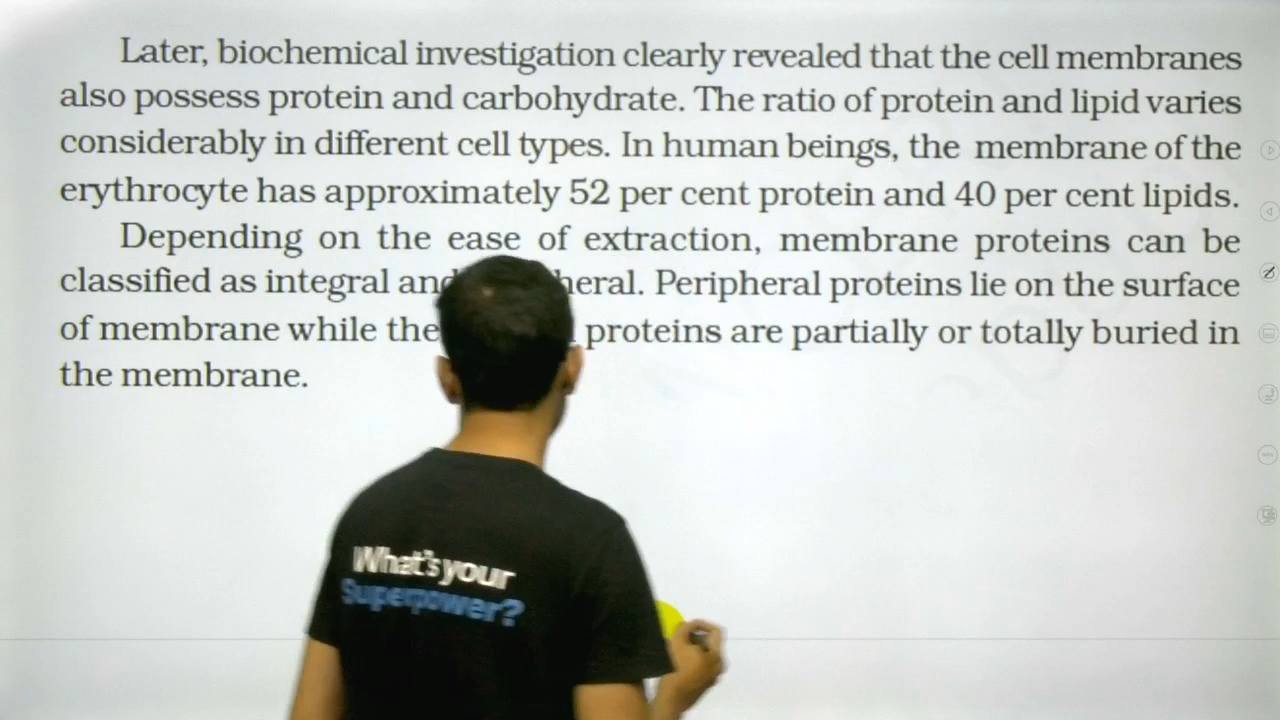 Later, biochemical investigation clearly revealed that the cell membranes
also possess protein and carbohydrate. The ratio of protein and lipid varies
considerably in different cell types. In human beings, the membrane of the
erythrocyte has approximately 52 per cent protein and 40 per cent lipids.
Depending on the ease of extraction, membrane proteins can be
classified as integral and heral. Peripheral proteins lie on the surface
of membrane while the proteins are partially or totally buried in
the membrane.
What's your
Superpower?